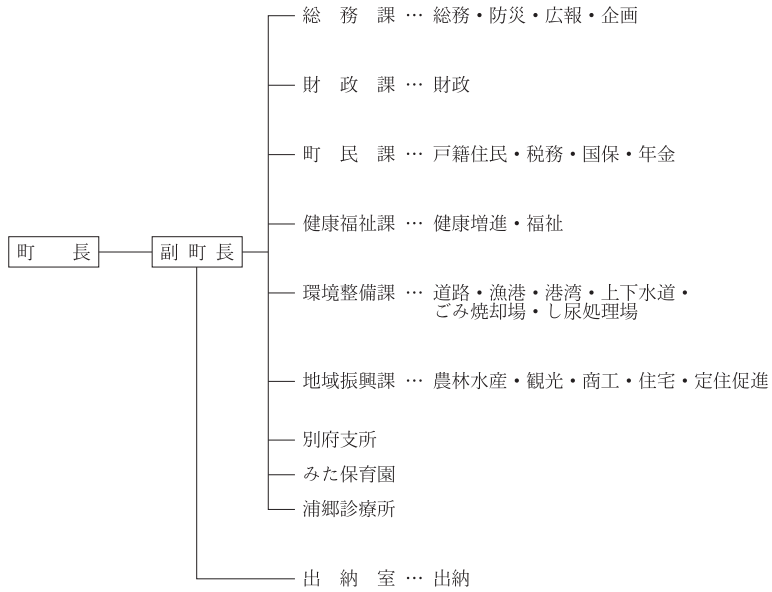 町長
副町長
総務課 … 総務・防災・広報・企画
財政課 … 財政
町民課 … 戸籍住民・税務・国保・年金
健康福祉課 … 健康増進・福祉
環境整備課 … 道路・漁港・港湾・上下水道・
ごみ焼却場・し尿処理場
地域振興課 … 農林水産・観光・商工・住宅・定住促進
別府支所
みた保育園
浦郷診療所
出納室 … 出納